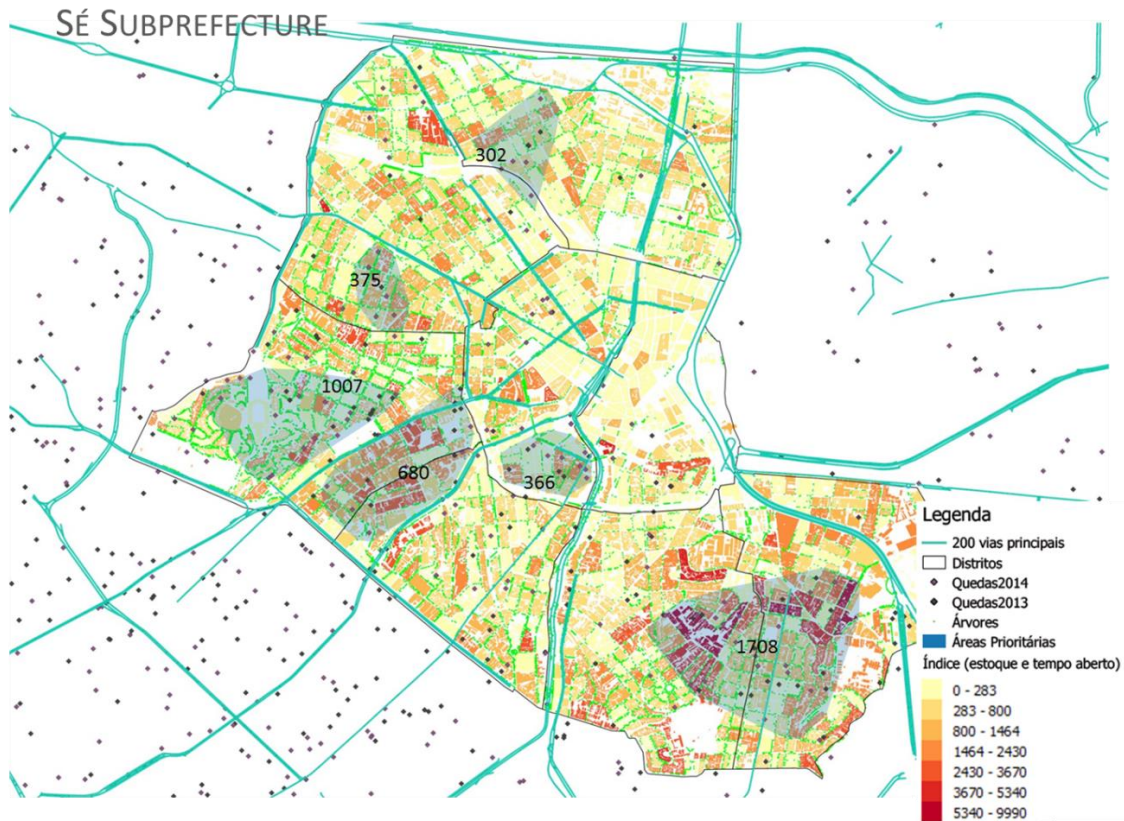 SÉ SUBPREFECTURE
302
375
1007
680
366
1708
Legenda
200 vias principais
Distritos
Quedas2014
Quedas2013
Árvores
Áreas Prioritárias
Índice (estoque e tempo aberto)
0 - 283
283 - 800
800 - 1464
1464 - 2430
2430 - 3670
3670 - 5340
5340 - 9990